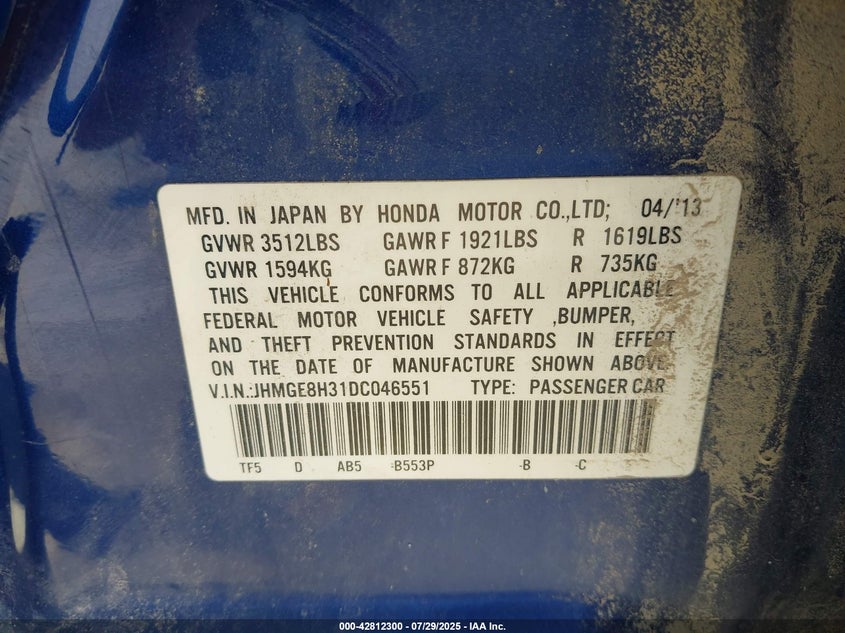 MFD. IN JAPAN BY HONDA MOTOR CO.,LTD; 04/'13
GVWR 3512LBS GAWR F 1921LBS R 1619LBS
GVWR 1594KG GAWR F 872KG R 735KG
THIS VEHICLE CONFORMS TO ALL APPLICABLE
FEDERAL MOTOR VEHICLE SAFETY ,BUMPER,
AND THEFT PREVENTION STANDARDS IN EFFECT
ON THE DATE OF MANUFACTURE SHOWN ABOVE.
V.I.N.:JHMGE8H31DC046551 TYPE: PASSENGER CAR
TF5 D AB5 :B553P -B -C
000-42812300 - 07/29/2025 - IAA Inc.